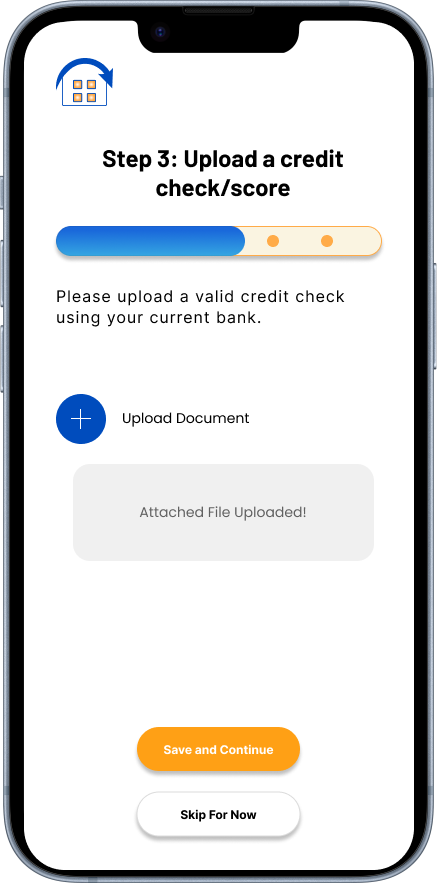 Step 3: Upload a credit
check/score
Please upload a valid credit check
using your current bank.
Upload Document
Attached File Uploaded!
Save and Continue
Skip For Now